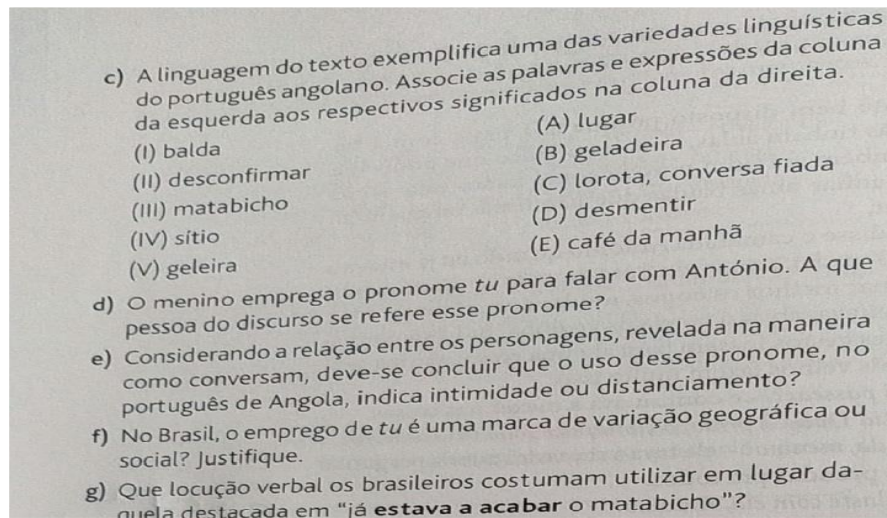 c) A linguagem do texto exemplifica uma das variedades linguísticas
do português angolano. Associe as palavras e expressões da coluna
da esquerda aos respectivos significados na coluna da direita.
(I) balda
(II) desconfirmar
(III) matabicho
(IV) sítio
(V) geleira
(A) lugar
(B) geladeira
(C) lorota, conversa fiada
(D) desmentir
(E) café da manhã
d) O menino emprega o pronome tu para falar com António. A que
pessoa do discurso se refere esse pronome?
e) Considerando a relação entre os personagens, revelada na maneira
como conversam, deve-se concluir que o uso desse pronome, no
português de Angola, indica intimidade ou distanciamento?
f) No Brasil, o emprego de tu é uma marca de variação geográfica ou
social? Justifique.
g) Que locução verbal os brasileiros costumam utilizar em lugar da-
quela destacada em "já estava a acabar o matabicho"?